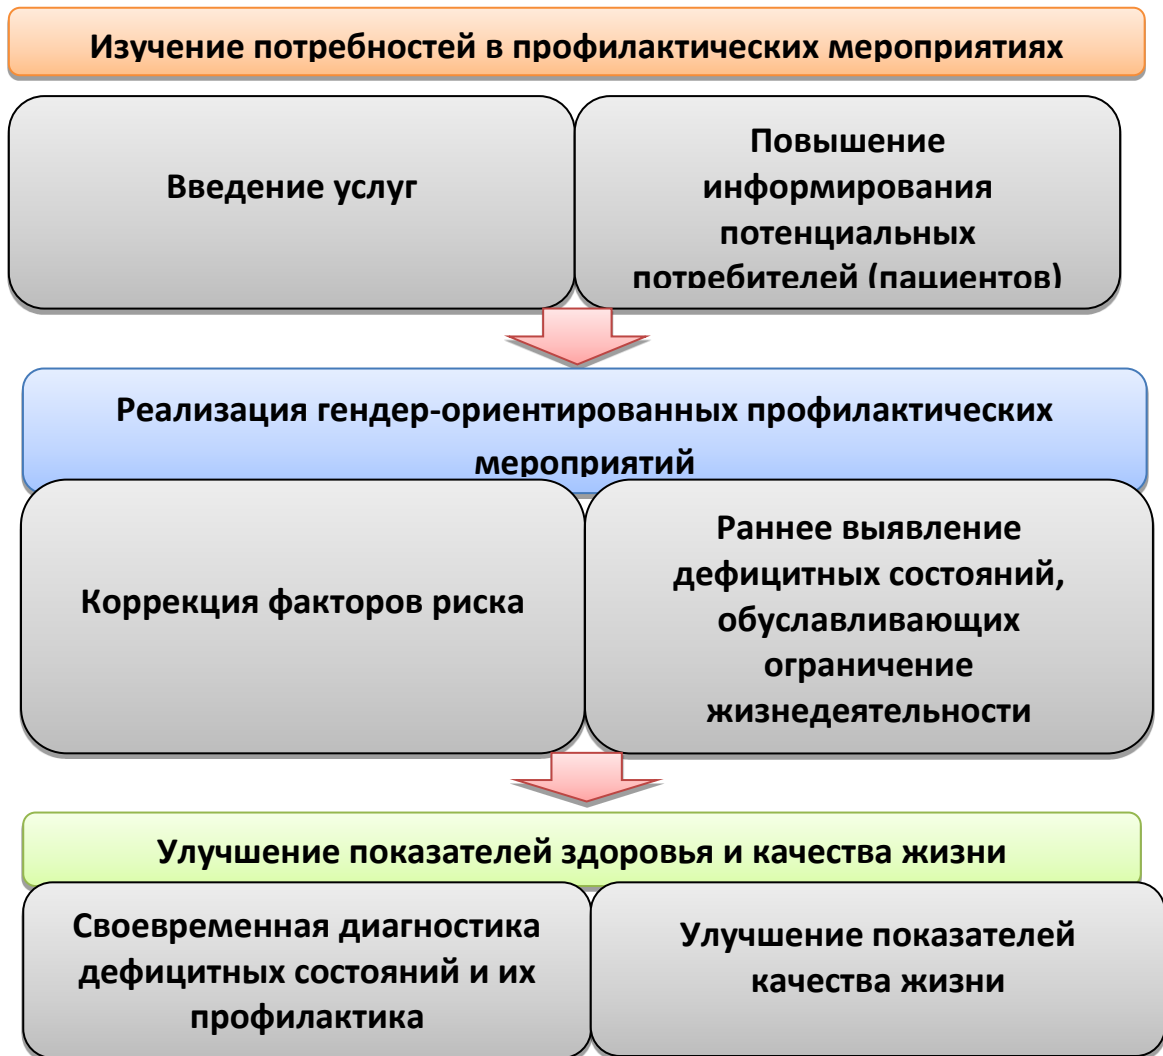 Изучение потребностей в профилактических мероприятиях
Введение услуг
Повышение
информирования
потенциальных
потребителей (пациентов)
Реализация гендер-ориентированных профилактических
мероприятий
Коррекция факторов риска
Раннее выявление
дефицитных состояний,
обуславливающих
ограничение
жизнедеятельности
Улучшение показателей здоровья и качества жизни
Своевременная диагностика
дефицитных состояний и их
профилактика
Улучшение показателей
качества жизни